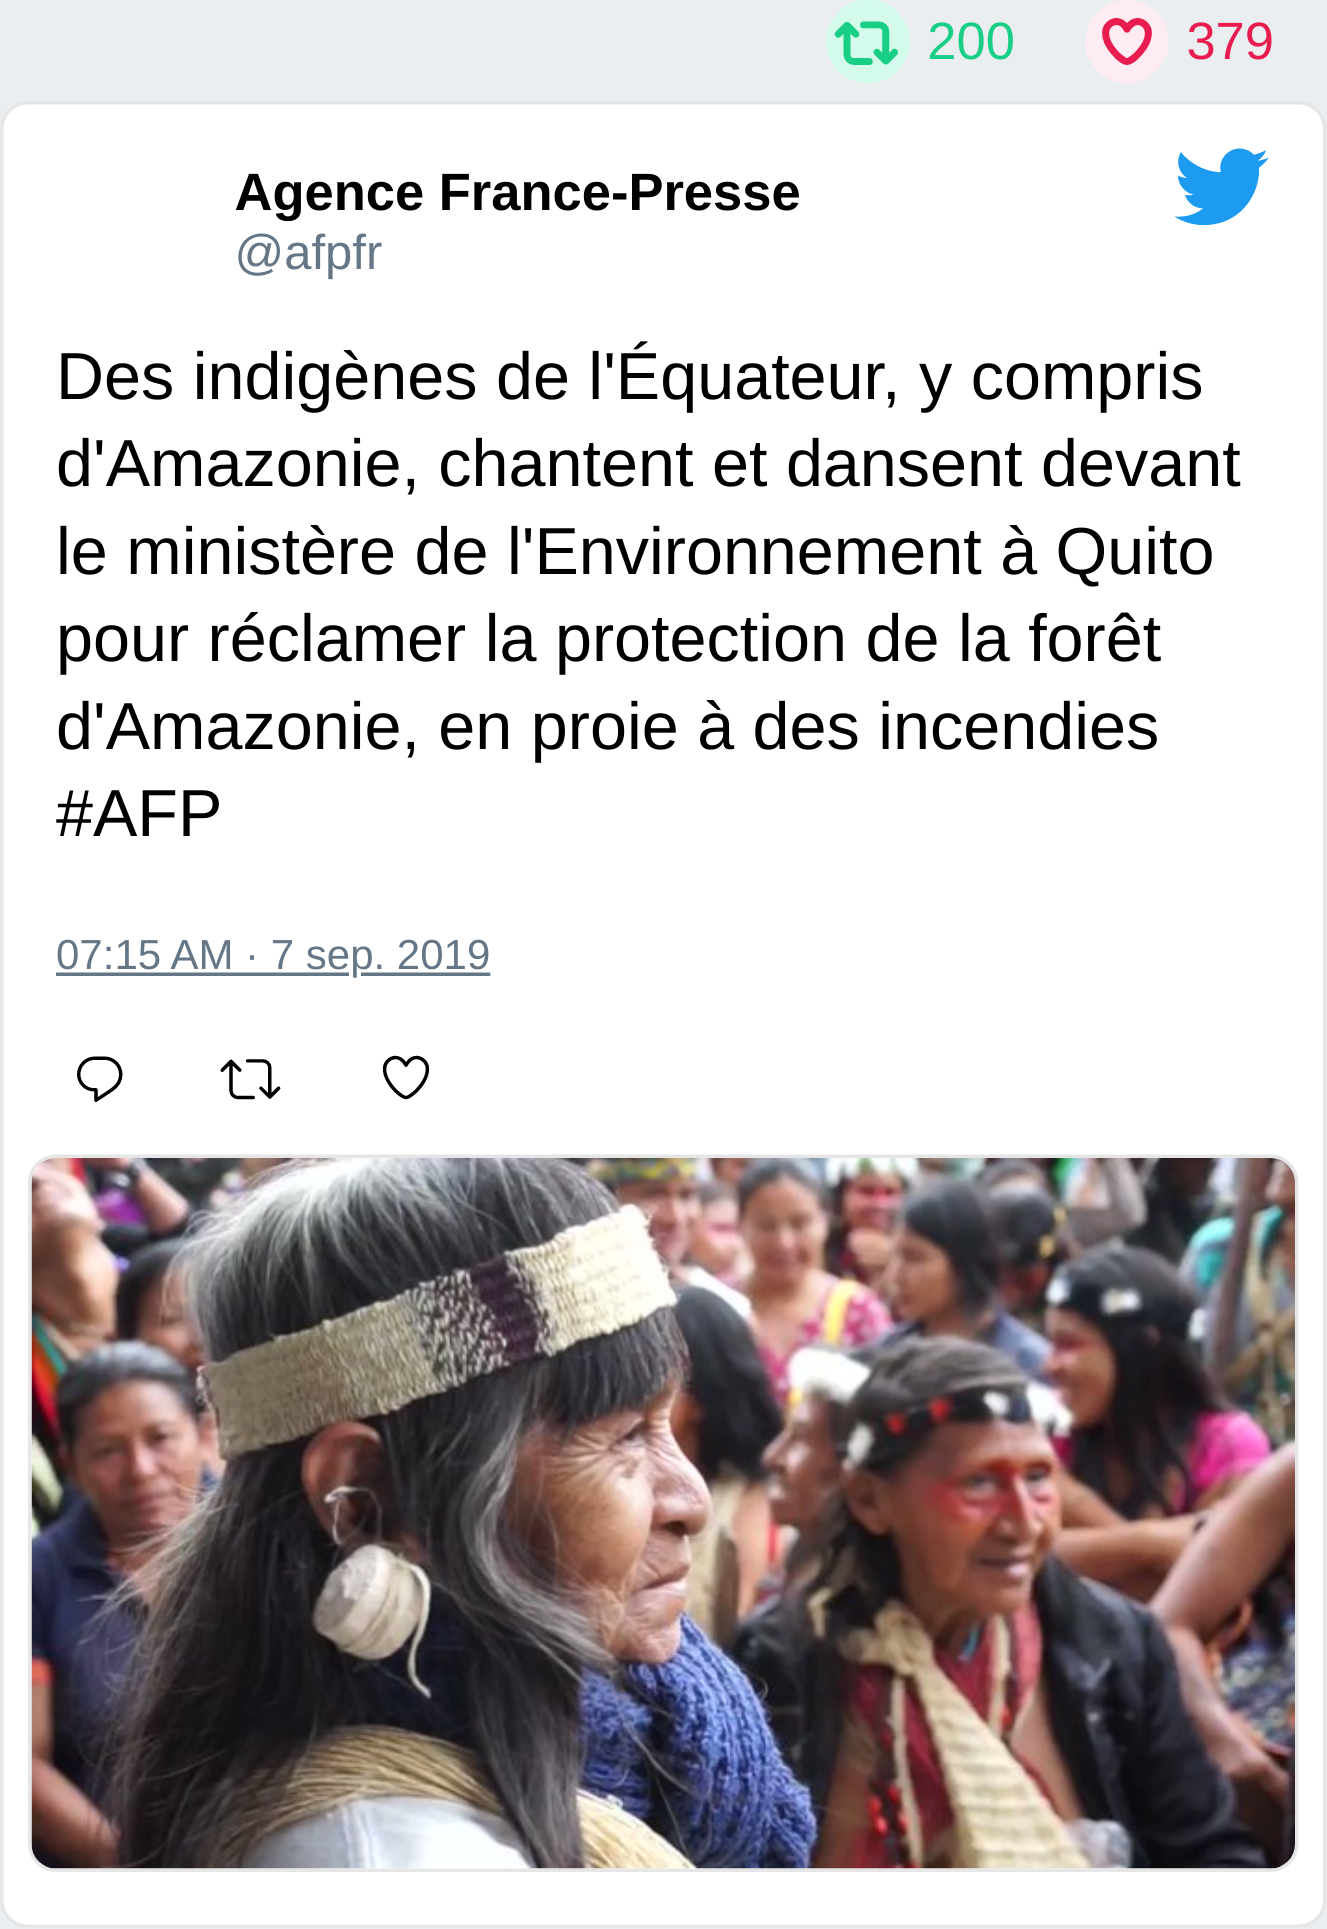 200 379
Agence France-Presse
@afpfr
Des indigènes de l'Équateur, y compris
d'Amazonie, chantent et dansent devant
le ministère de l'Environnement à Quito
pour réclamer la protection de la forêt
d'Amazonie, en proie à des incendies
#AFP
07:15 AM · 7 sep. 2019